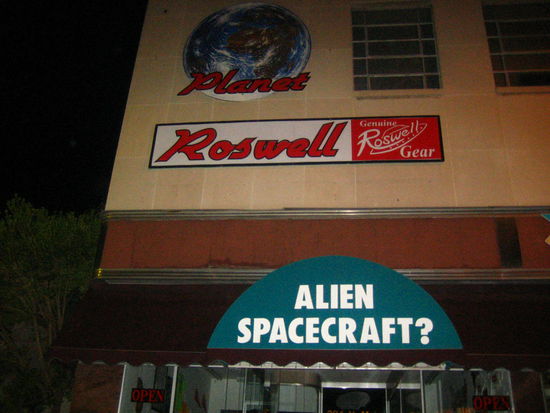 Planet
Roswell
Genuine
Roswell
Gear
ALIEN
SPACECRAFT?
OPEN
OPEN